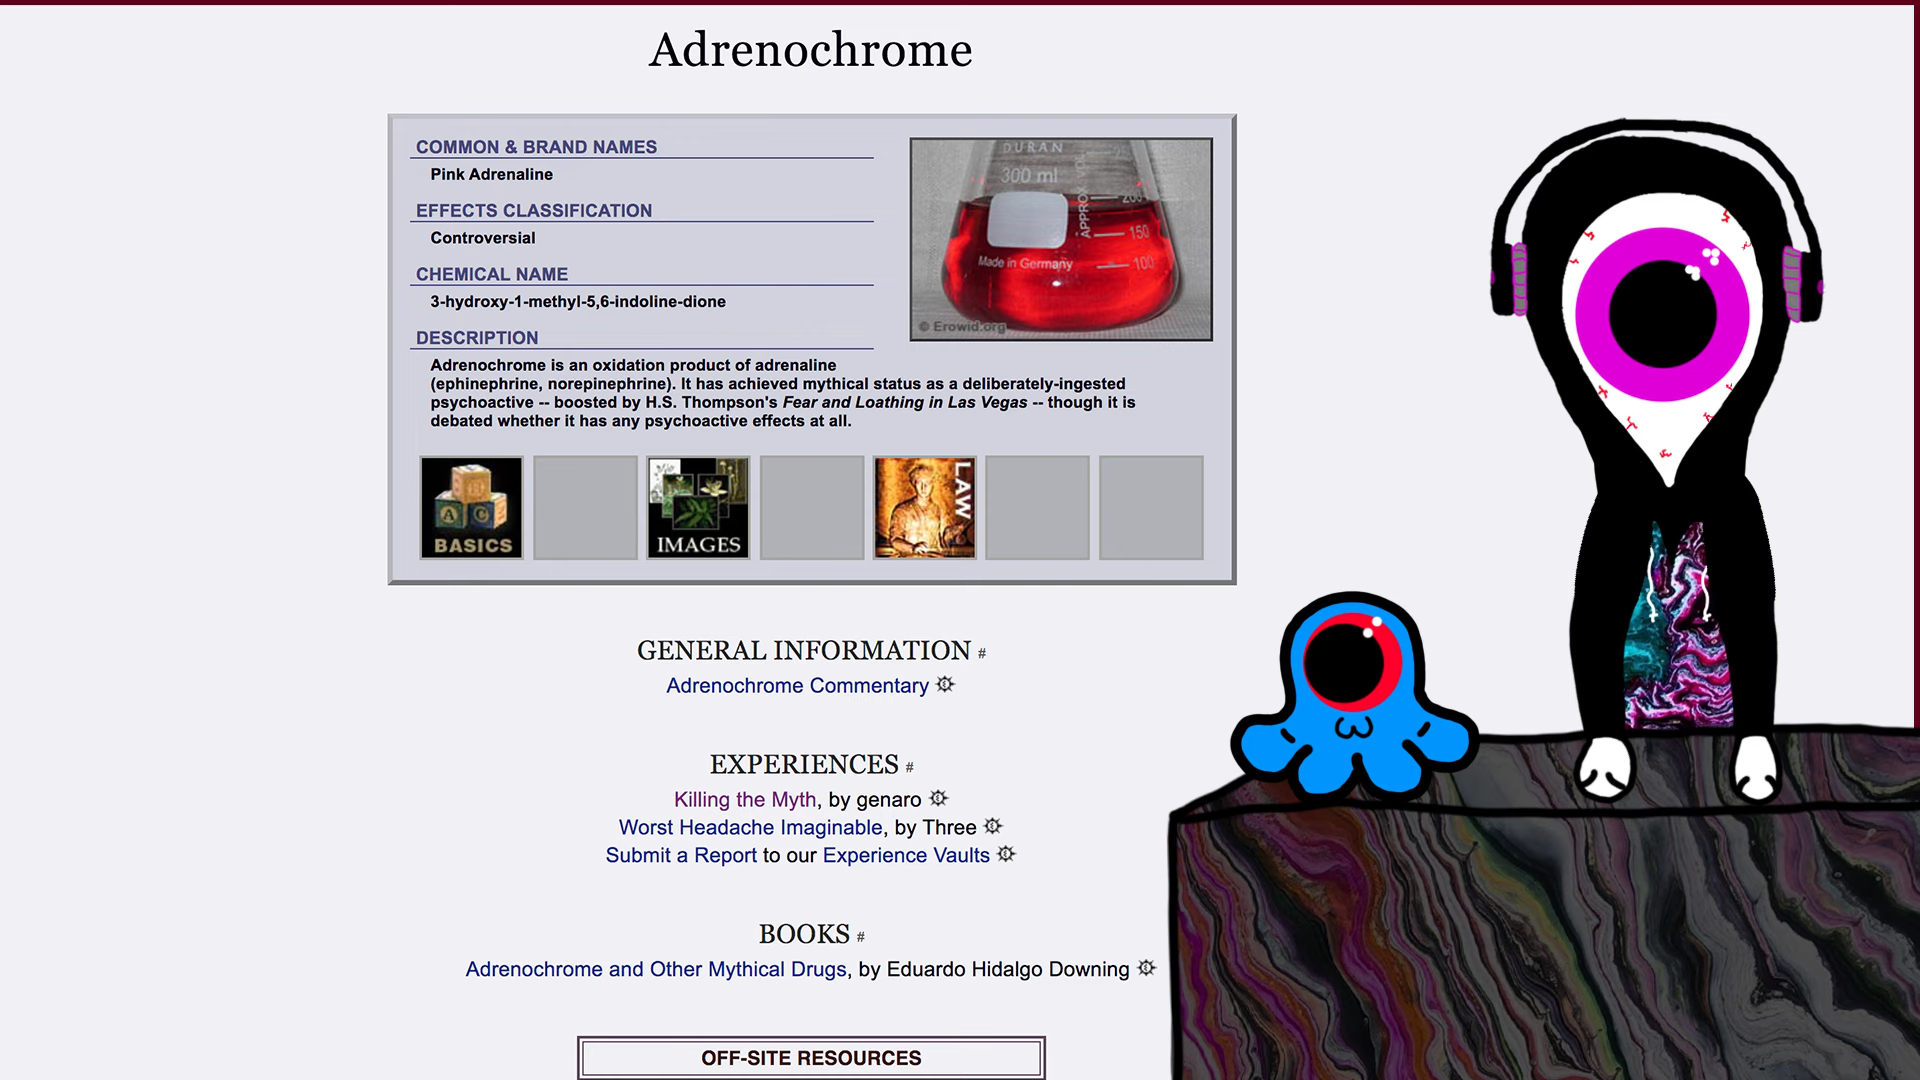 Adrenochrome
COMMON & BRAND NAMES
Pink Adrenaline
EFFECTS CLASSIFICATION
Controversial
CHEMICAL NAME
3-hydroxy-1-methyl-5,6-indoline-dione
DESCRIPTION
Adrenochrome is an oxidation product of adrenaline
(ephinephrine, norepinephrine). It has achieved mythical status as a deliberately-ingested
psychoactive -- boosted by H.S. Thompson's Fear and Loathing in Las Vegas -- though it is
debated whether it has any psychoactive effects at all.
DURAN
300 ml
APPROX. VOL.
200
150
100
Made in Germany
© Erowid.org
A C
BASICS
IMAGES
LAW
GENERAL INFORMATION #
Adrenochrome Commentary
EXPERIENCES #
Killing the Myth, by genaro
Worst Headache Imaginable, by Three
Submit a Report to our Experience Vaults
BOOKS #
Adrenochrome and Other Mythical Drugs, by Eduardo Hidalgo Downing
OFF-SITE RESOURCES